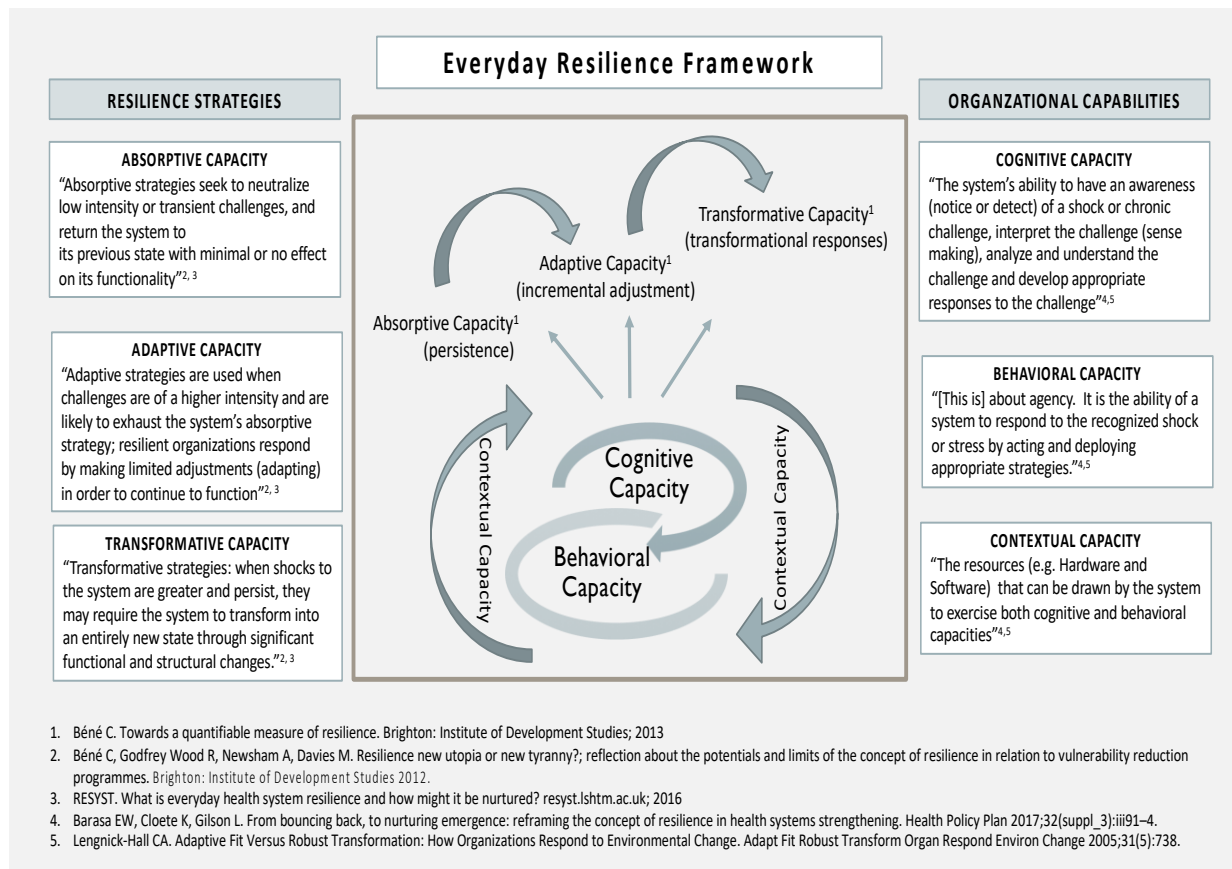 Everyday Resilience Framework
RESILIENCE STRATEGIES
ABSORPTIVE CAPACITY
“Absorptive strategies seek to neutralize
low intensity or transient challenges, and
return the system to
its previous state with minimal or no effect
on its functionality”2, 3
ADAPTIVE CAPACITY
“Adaptive strategies are used when
challenges are of a higher intensity and are
likely to exhaust the system’s absorptive
strategy; resilient organizations respond
by making limited adjustments (adapting)
in order to continue to function”2, 3
TRANSFORMATIVE CAPACITY
“Transformative strategies: when shocks to
the system are greater and persist, they
may require the system to transform into
an entirely new state through significant
functional and structural changes.”2, 3
Transformative Capacity1
(transformational responses)
Adaptive Capacity1
(incremental adjustment)
Absorptive Capacity1
(persistence)
Contextual Capacity
Cognitive
Capacity
Behavioral
Capacity
Contextual Capacity
ORGANZATIONAL CAPABILITIES
COGNITIVE CAPACITY
“The system’s ability to have an awareness
(notice or detect) of a shock or chronic
challenge, interpret the challenge (sense
making), analyze and understand the
challenge and develop appropriate
responses to the challenge”4,5
BEHAVIORAL CAPACITY
“[This is] about agency. It is the ability of a
system to respond to the recognized shock
or stress by acting and deploying
appropriate strategies.”4,5
CONTEXTUAL CAPACITY
“The resources (e.g. Hardware and
Software) that can be drawn by the system
to exercise both cognitive and behavioral
capacities”4,5
1. Béné C. Towards a quantifiable measure of resilience. Brighton: Institute of Development Studies; 2013
2. Béné C, Godfrey Wood R, Newsham A, Davies M. Resilience new utopia or new tyranny?; reflection about the potentials and limits of the concept of resilience in relation to vulnerability reduction
programmes. Brighton: Institute of Development Studies 2012.
3. RESYST. What is everyday health system resilience and how might it be nurtured? resyst.lshtm.ac.uk; 2016
4. Barasa EW, Cloete K, Gilson L. From bouncing back, to nurturing emergence: reframing the concept of resilience in health systems strengthening. Health Policy Plan 2017;32(suppl_3):iii91–4.
5. Lengnick-Hall CA. Adaptive Fit Versus Robust Transformation: How Organizations Respond to Environmental Change. Adapt Fit Robust Transform Organ Respond Environ Change 2005;31(5):738.